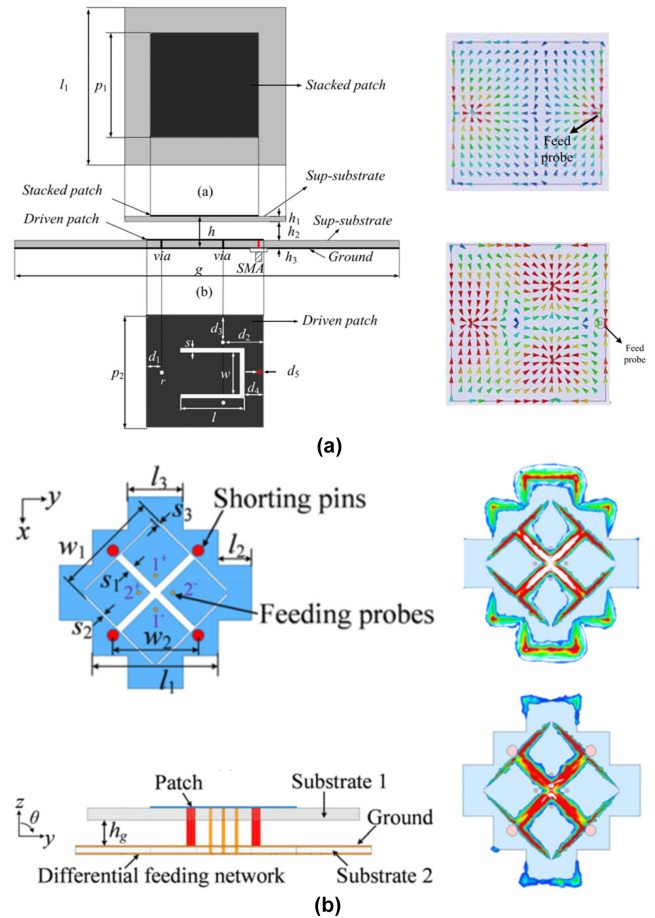 l1
p1
Stacked patch
Feed
probe
(a)
Sup-substrate
Stacked patch
Driven patch
h
h1
h2
Sup-substrate
via
via
SMA
h3
Ground
g
(b)
Driven patch
d3
d2
s
d1
p2
r
w
d5
d4
l
Feed
probe
(a)
y
x
l3
s3
Shorting pins
w1
l2
s1
1+
2+
2-
Feeding probes
s2
1-
w2
l1
Patch
Substrate 1
z
θ
y
hg
Ground
Differential feeding network
Substrate 2
(b)